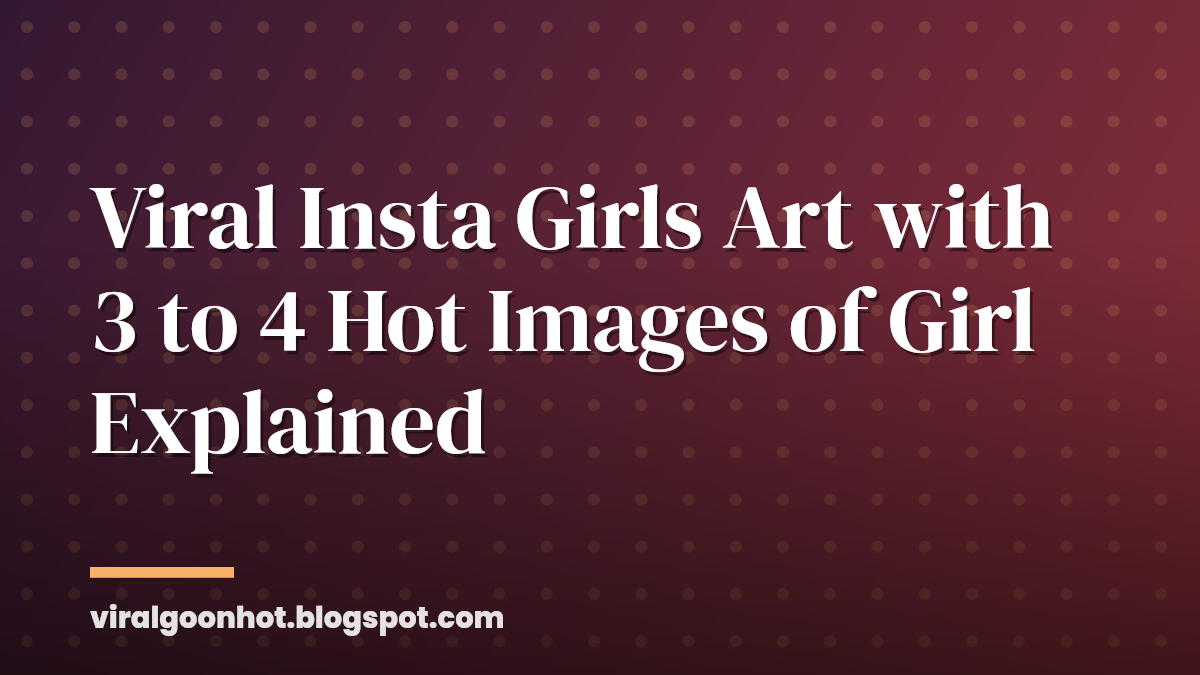 Viral Insta Girls Art with
3 to 4 Hot Images of Girl
Explained
viralgoonhot.blogspot.com